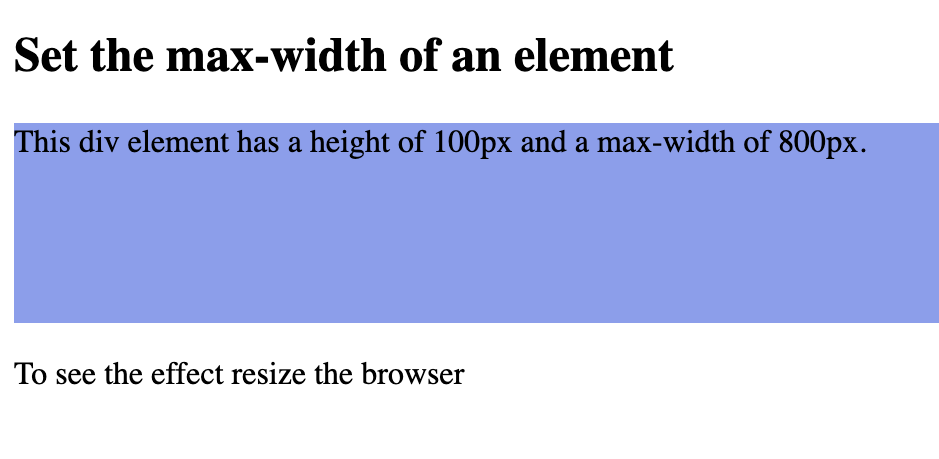 Set the max-width of an element
This div element has a height of 100px and a max-width of 800px.
To see the effect resize the browser